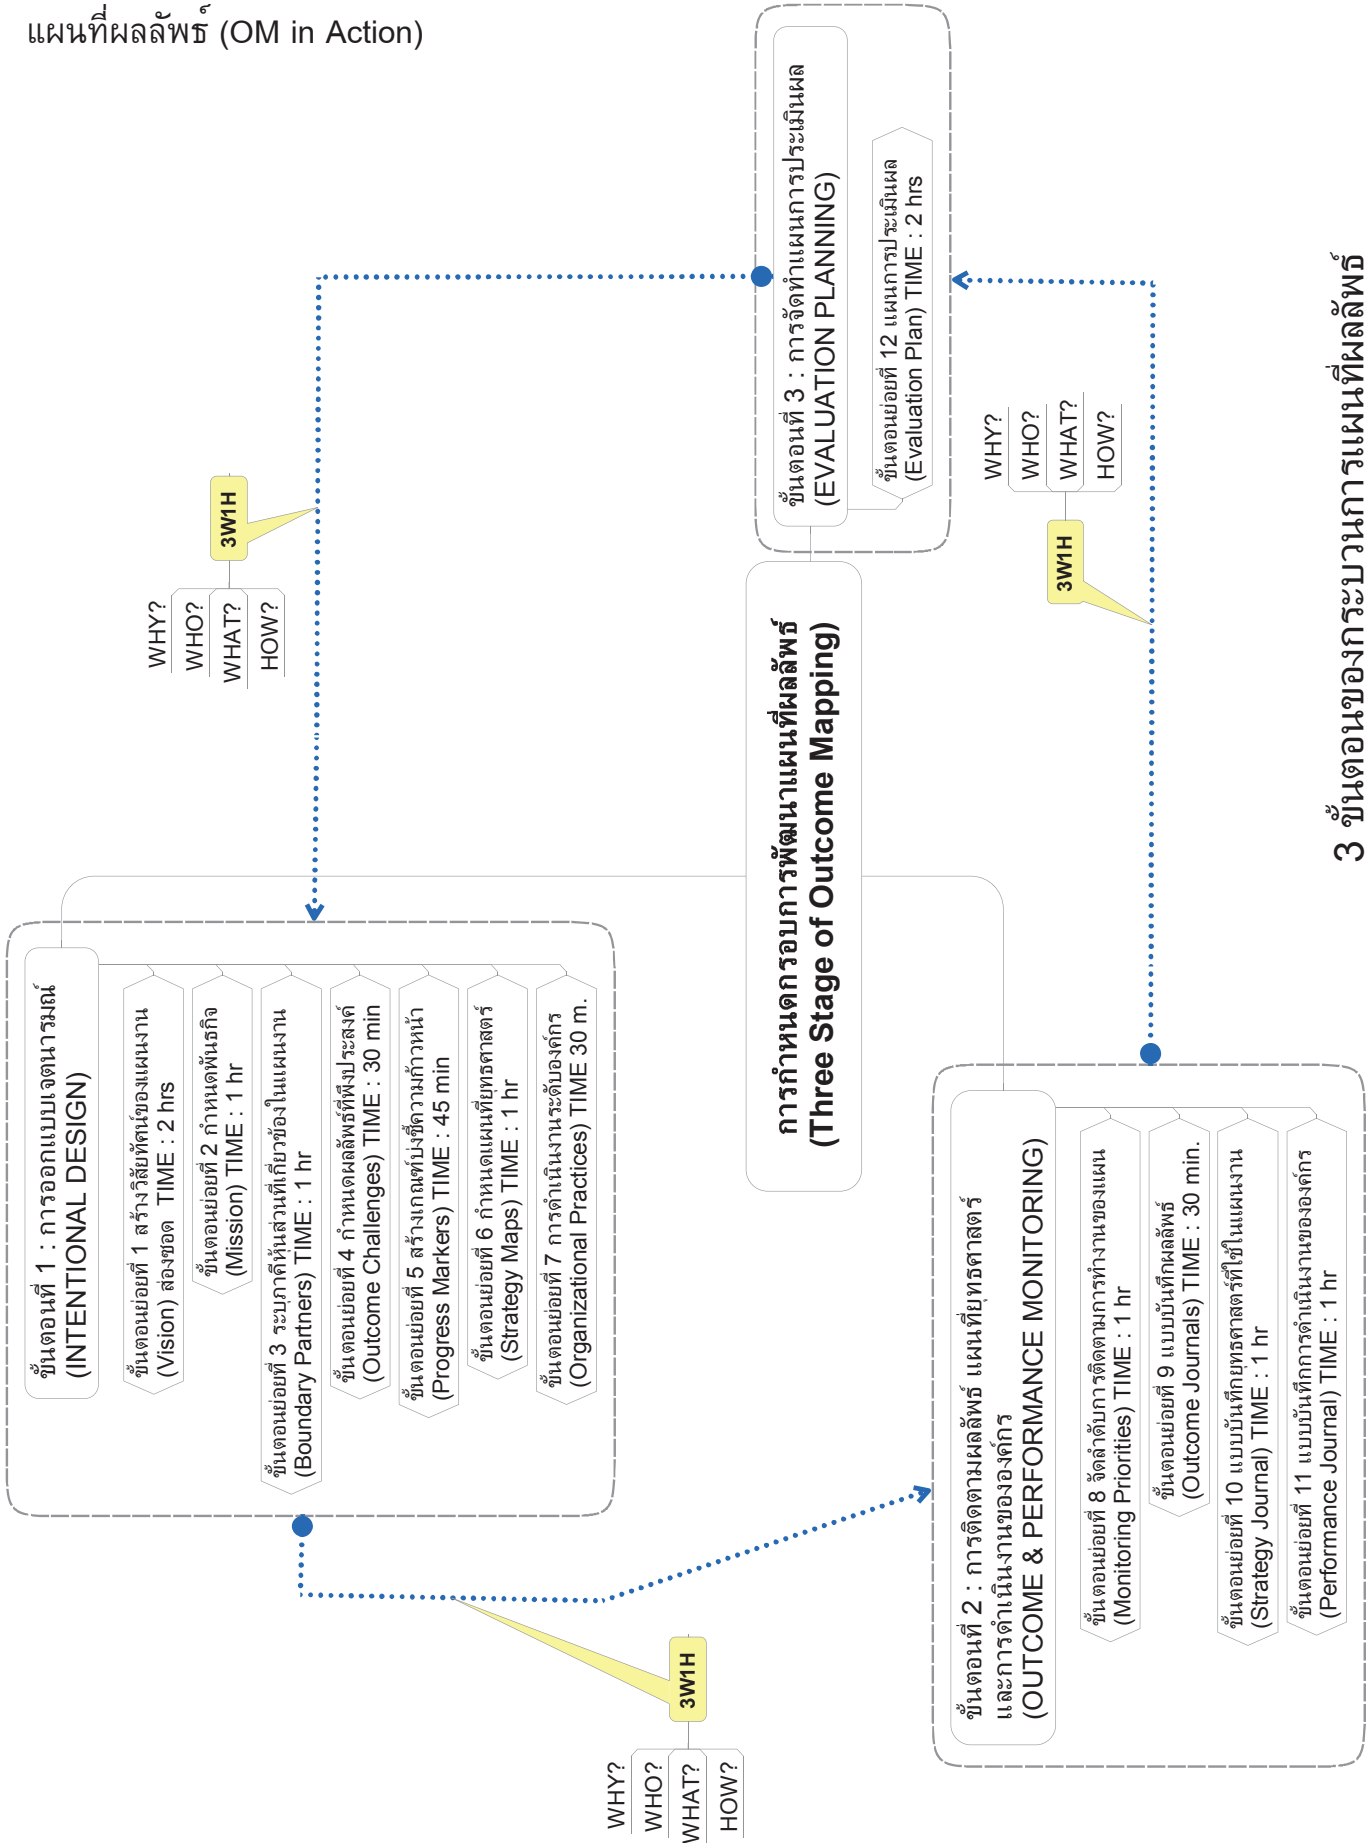 แผนที่ผลลัพธ์ (OM in Action)
3 ขั้นตอนของกระบวนการแผนที่ผลลัพธ์
การกำหนดกรอบการพัฒนาแผนที่ผลลัพธ์
(Three Stage of Outcome Mapping)
ขั้นตอนที่ 1 : การออกแบบเจตนารมณ์
(INTENTIONAL DESIGN)
ขั้นตอนย่อยที่ 1 สร้างวิสัยทัศน์ของแผนงาน
(Vision) ส่องซอด TIME : 2 hrs
ขั้นตอนย่อยที่ 2 กำหนดพันธกิจ
(Mission) TIME : 1 hr
ขั้นตอนย่อยที่ 3 ระบุภาคีหุ้นส่วนที่เกี่ยวข้องในแผนงาน
(Boundary Partners) TIME : 1 hr
ขั้นตอนย่อยที่ 4 กำหนดผลลัพธ์ที่พึงประสงค์
(Outcome Challenges) TIME : 30 min
ขั้นตอนย่อยที่ 5 สร้างเกณฑ์บ่งชี้ความก้าวหน้า
(Progress Markers) TIME : 45 min
ขั้นตอนย่อยที่ 6 กำหนดแผนที่ยุทธศาสตร์
(Strategy Maps) TIME : 1 hr
ขั้นตอนย่อยที่ 7 การดำเนินงานระดับองค์กร
(Organizational Practices) TIME 30 m.
3W1H
WHY?
WHO?
WHAT?
HOW?
ขั้นตอนที่ 2 : การติดตามผลลัพธ์ แผนที่ยุทธศาสตร์
และการดำเนินงานขององค์กร
(OUTCOME & PERFORMANCE MONITORING)
ขั้นตอนย่อยที่ 8 จัดลำดับการติดตามการทำงานของแผน
(Monitoring Priorities) TIME : 1 hr
ขั้นตอนย่อยที่ 9 แบบบันทึกผลลัพธ์
(Outcome Journals) TIME : 30 min.
ขั้นตอนย่อยที่ 10 แบบบันทึกยุทธศาสตร์ที่ใช้ในแผนงาน
(Strategy Journal) TIME : 1 hr
ขั้นตอนย่อยที่ 11 แบบบันทึกการดำเนินงานขององค์กร
(Performance Journal) TIME : 1 hr
3W1H
WHY?
WHO?
WHAT?
HOW?
ขั้นตอนที่ 3 : การจัดทำแผนการประเมินผล
(EVALUATION PLANNING)
ขั้นตอนย่อยที่ 12 แผนการประเมินผล
(Evaluation Plan) TIME : 2 hrs
3W1H
WHY?
WHO?
WHAT?
HOW?